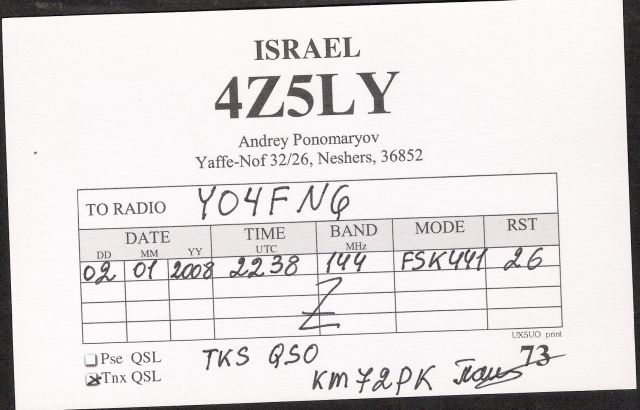 ISRAEL
4Z5LY
Andrey Ponomaryov
Yaffe-Nof 32/26, Neshers, 36852
TO RADIO YO4FNG
DATE TIME BAND MODE RST
DD MM YY UTC MHz
02 01 2008 2238 144 FSK441 26
UX5UO print
Pse QSL TKS QSO 73
Tnx QSL KM72PK